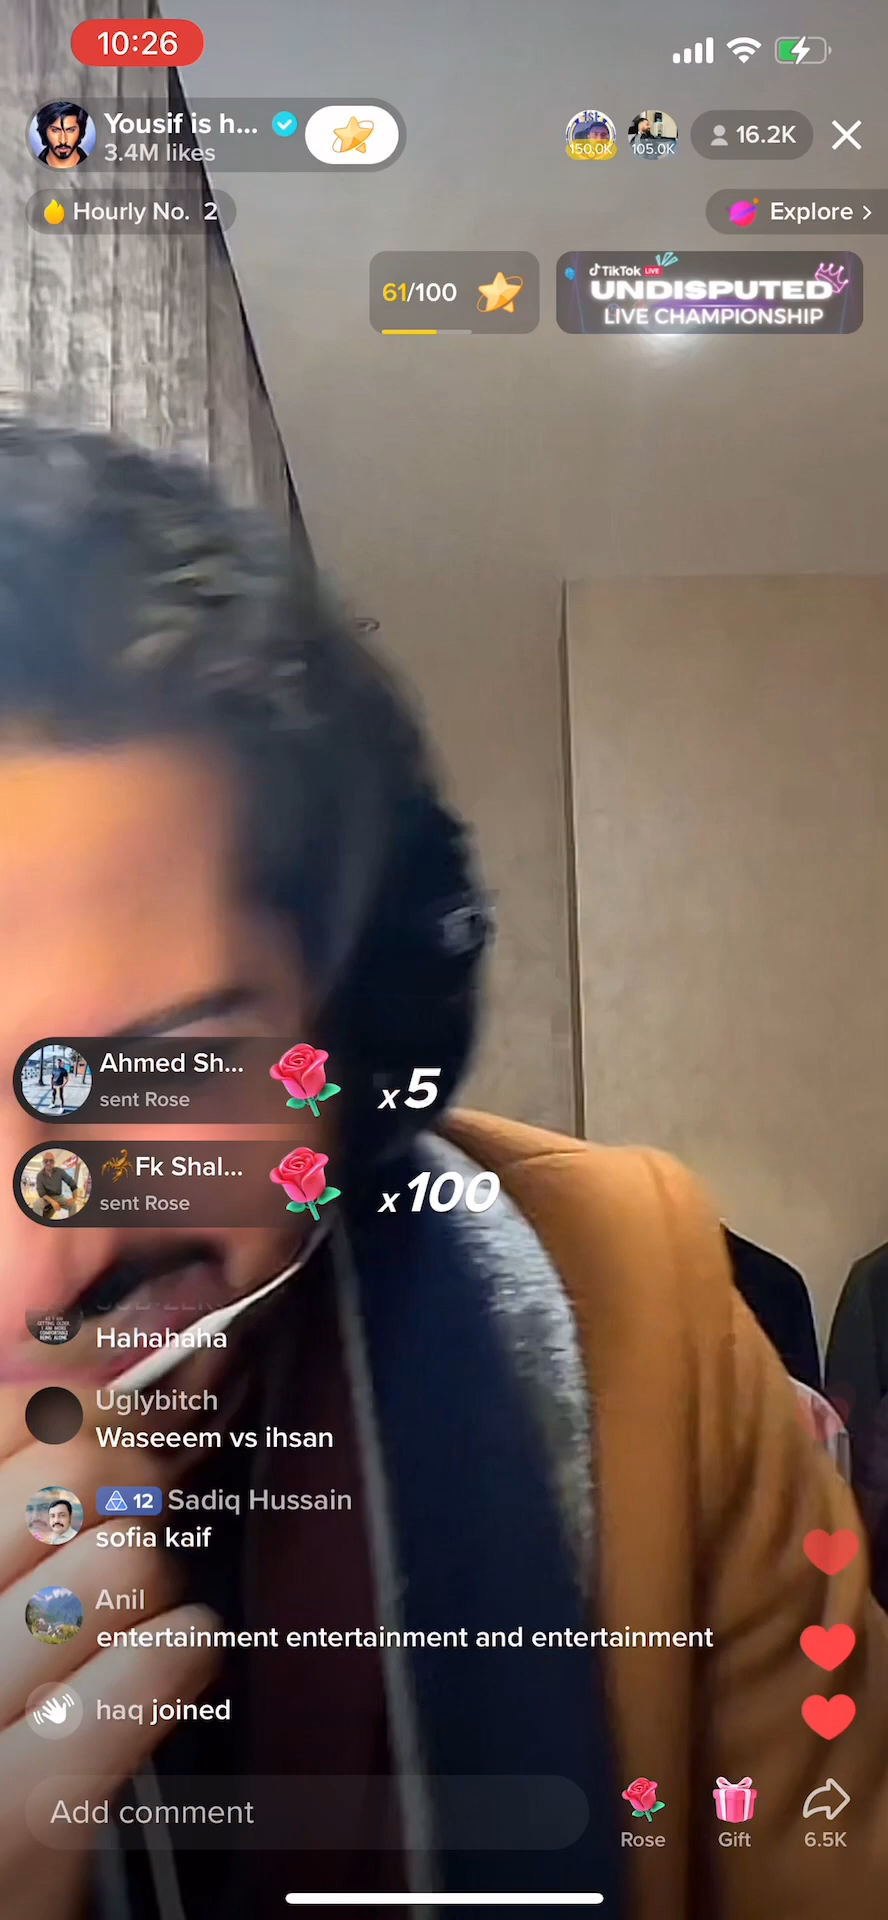 10:26
Yousif is h...
3.4M likes
150.0K
105.0K
16.2K
Hourly No. 2
Explore >
61/100
TikTok LIVE
UNDISPUTED
LIVE CHAMPIONSHIP
Ahmed Sh...
sent Rose
x5
Fk Shal...
sent Rose
x100
Hahahaha
Uglybitch
Waseeem vs ihsan
12 Sadiq Hussain
sofia kaif
Anil
entertainment entertainment and entertainment
haq joined
Add comment
Rose
Gift
6.5K